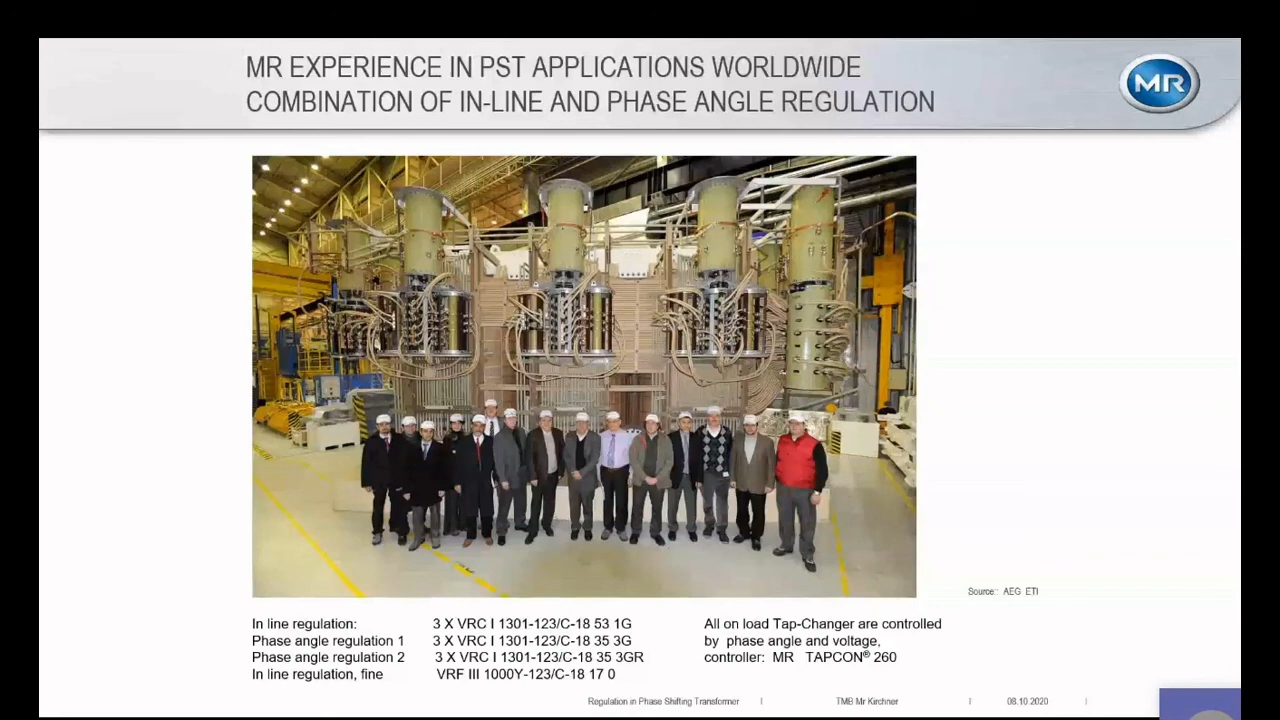 MR EXPERIENCE IN PST APPLICATIONS WORLDWIDE
COMBINATION OF IN-LINE AND PHASE ANGLE REGULATION
MR
Source: AEG ETI
In line regulation: 3 X VRC I 1301-123/C-18 53 1G
Phase angle regulation 1 3 X VRC I 1301-123/C-18 35 3G
Phase angle regulation 2 3 X VRC I 1301-123/C-18 35 3GR
In line regulation, fine VRF III 1000Y-123/C-18 17 0
All on load Tap-Changer are controlled
by phase angle and voltage,
controller: MR TAPCON® 260
Regulation in Phase Shifting Transformer I TMB Mr Kirchner I 08.10.2020 I